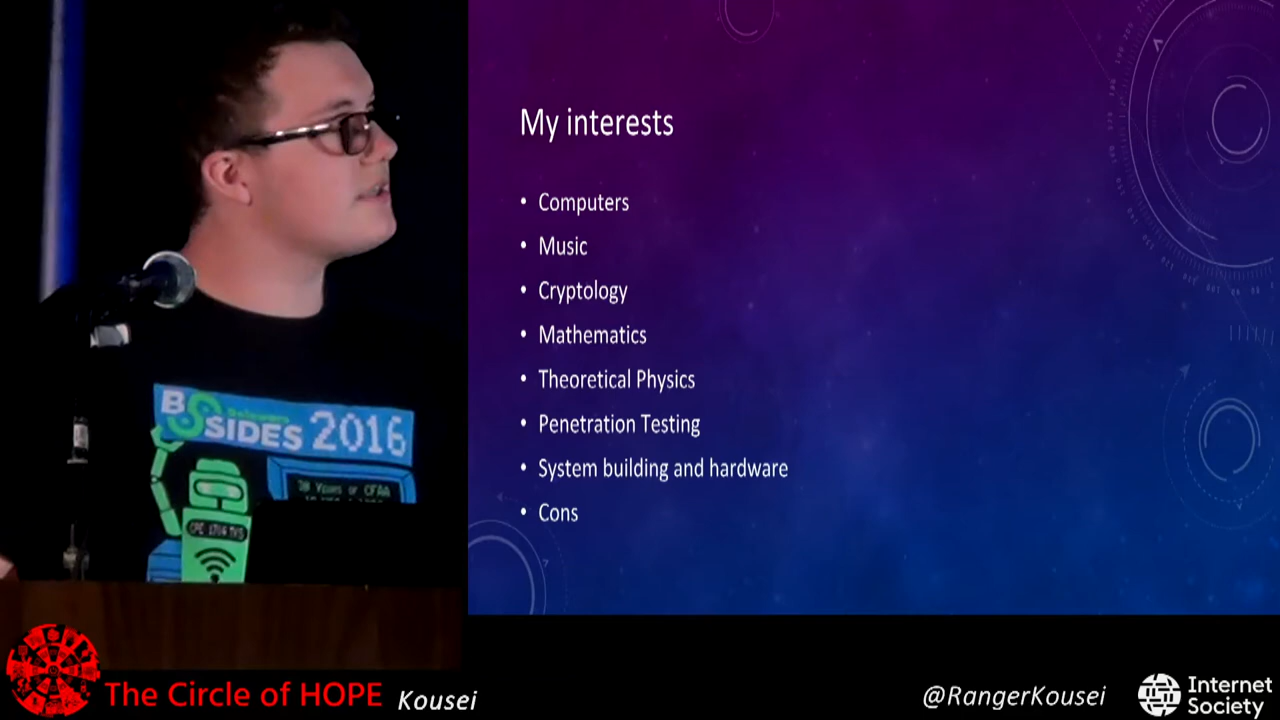 My interests
• Computers
• Music
• Cryptology
• Mathematics
• Theoretical Physics
• Penetration Testing
• System building and hardware
• Cons
BSIDES 2016
The Circle of HOPE
Kousei
@RangerKousei
Internet
Society